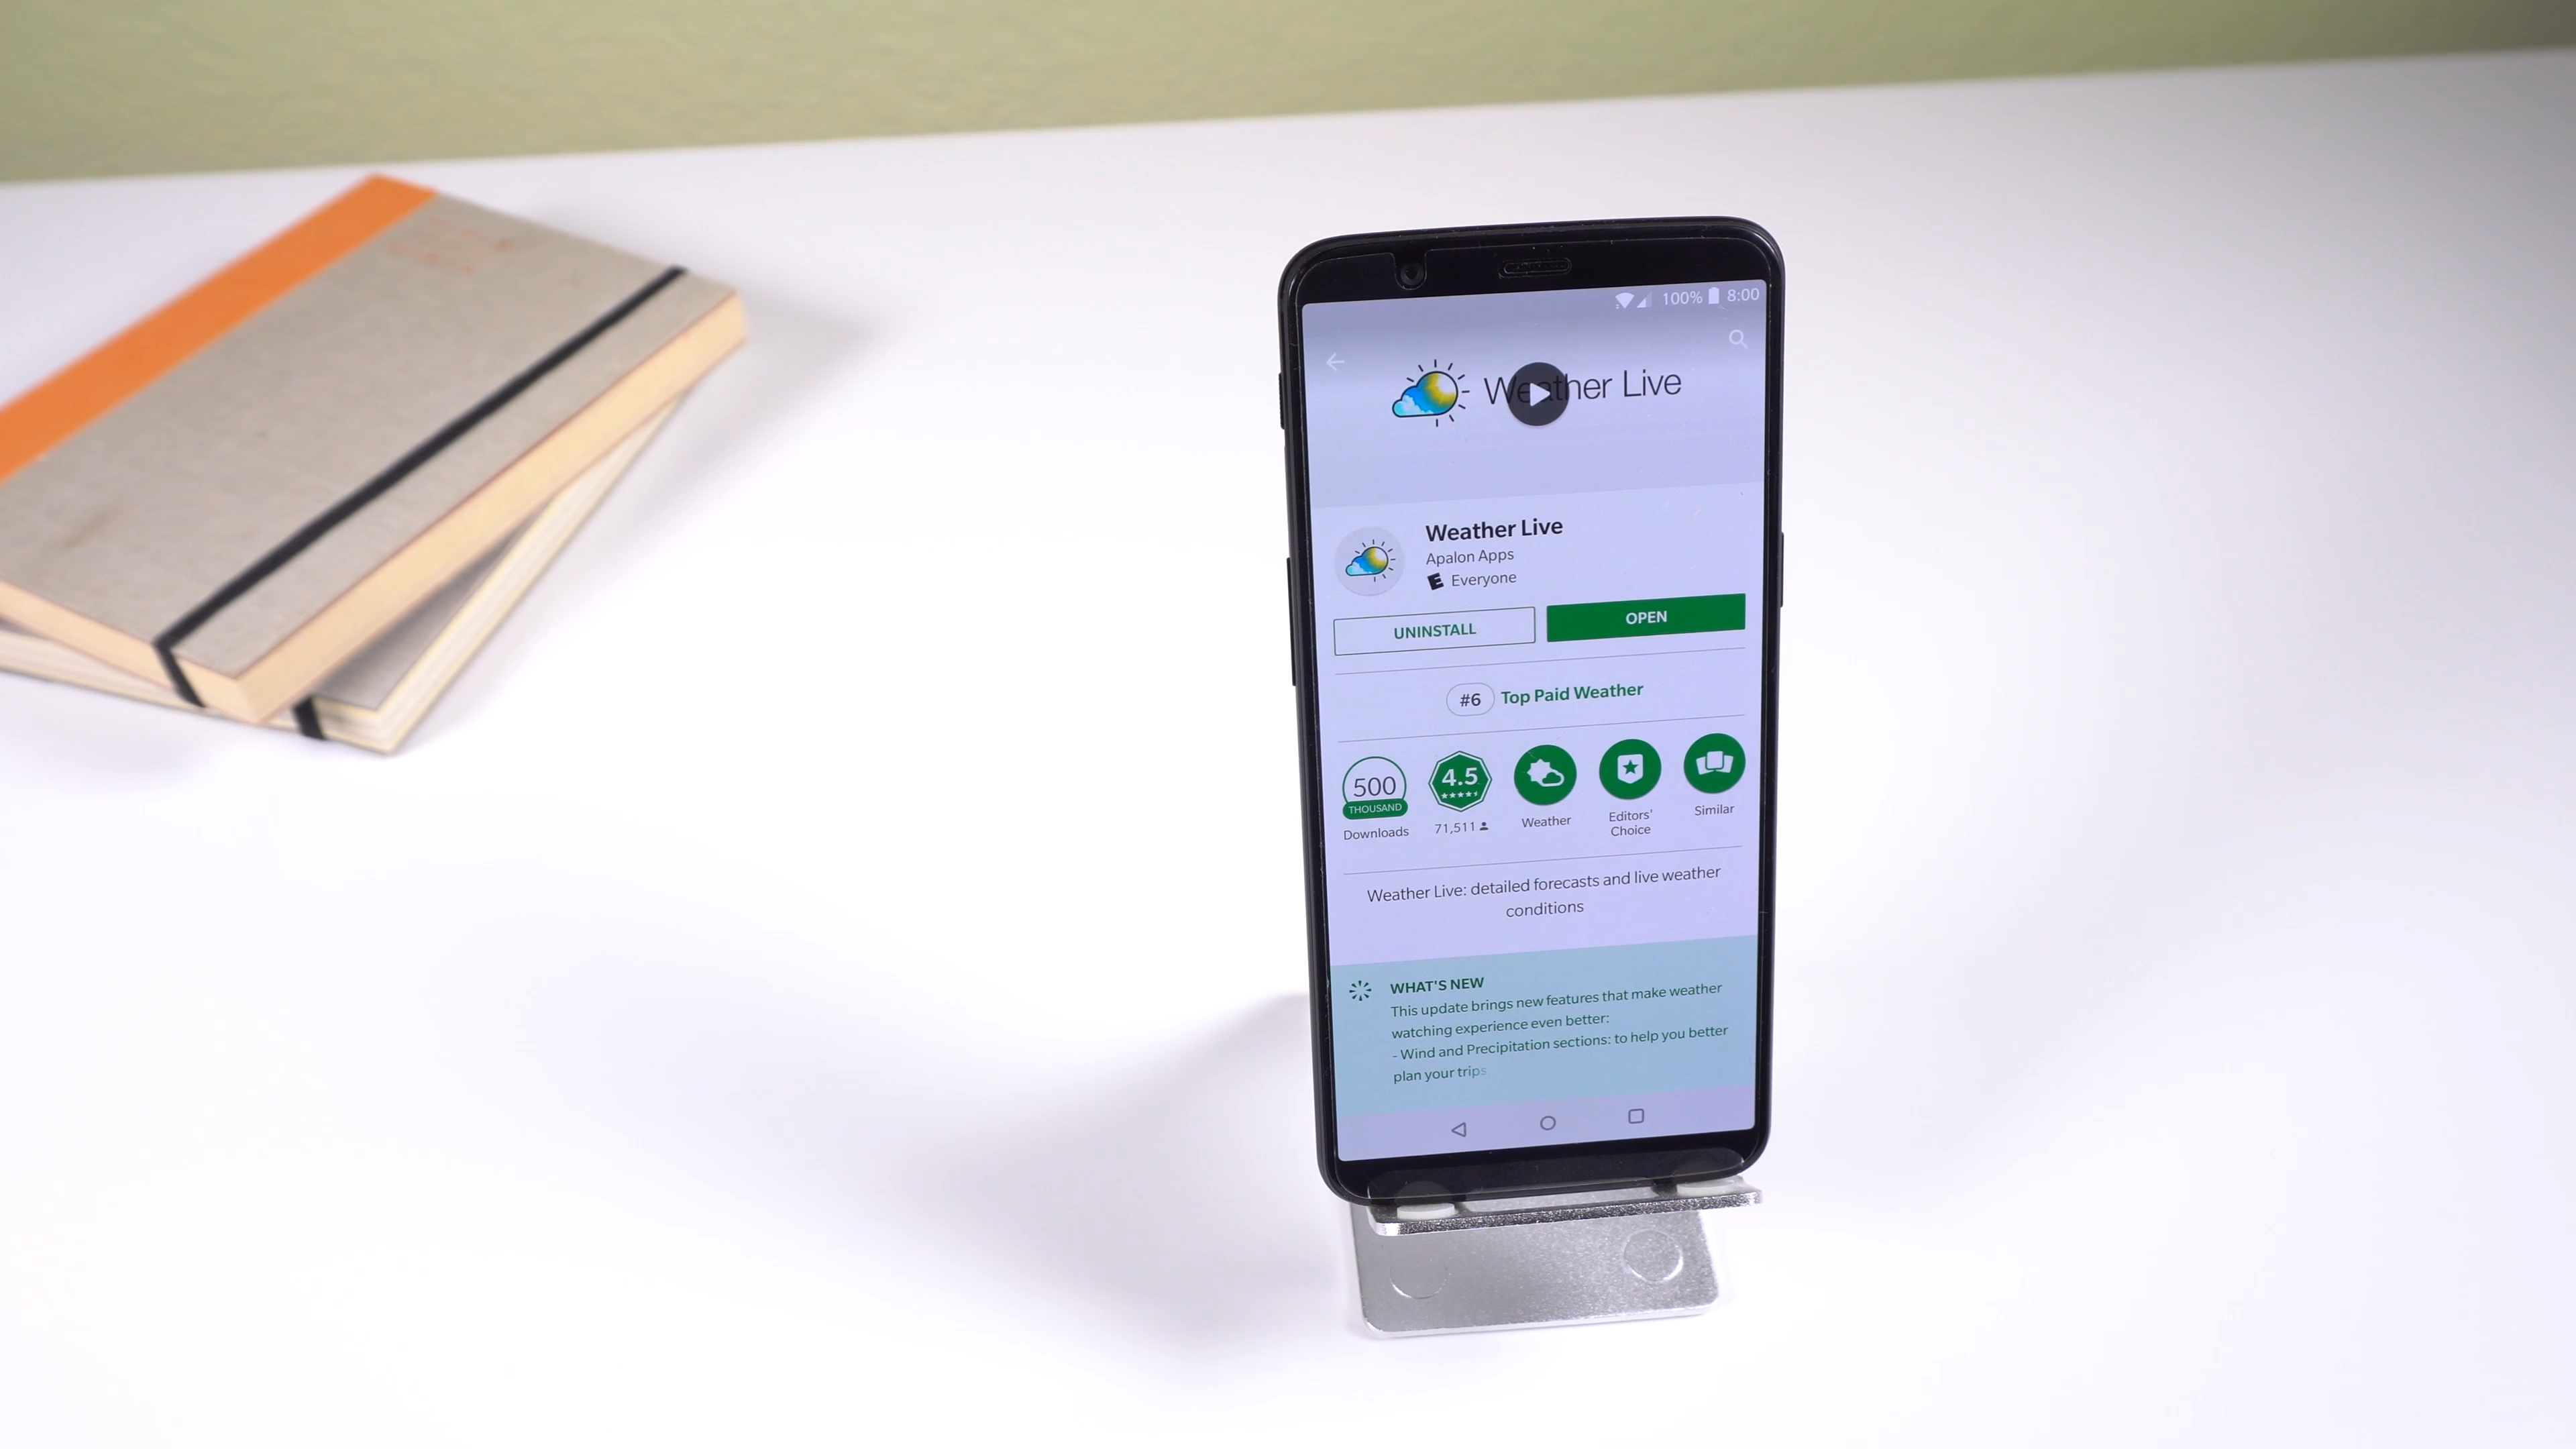 100% 8:00
Weather Live
Weather Live
Apalon Apps
E Everyone
UNINSTALL
OPEN
#6 Top Paid Weather
500
THOUSAND
Downloads
4.5
71,511
Weather
Editors'
Choice
Similar
Weather Live: detailed forecasts and live weather
conditions
WHAT'S NEW
This update brings new features that make weather
watching experience even better:
- Wind and Precipitation sections: to help you better
plan your trips